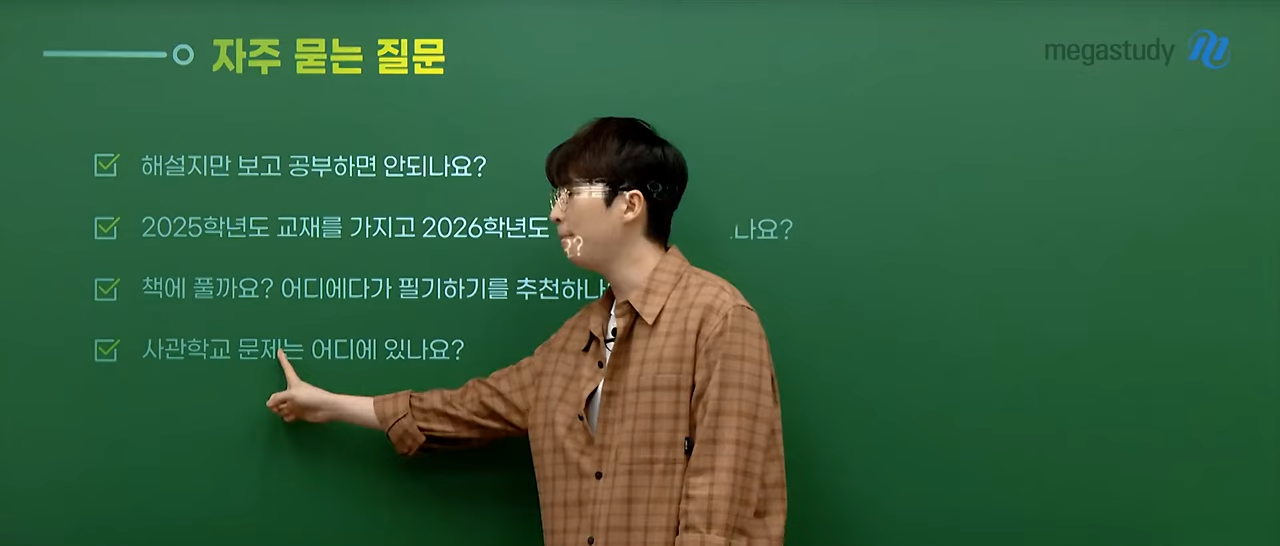 자주 묻는 질문
megastudy
해설지만 보고 공부하면 안되나요?
2025학년도 교재를 가지고 2026학년도 나요?
책에 풀까요? 어디에다가 필기하기를 추천하나
사관학교 문제는 어디에 있나요?